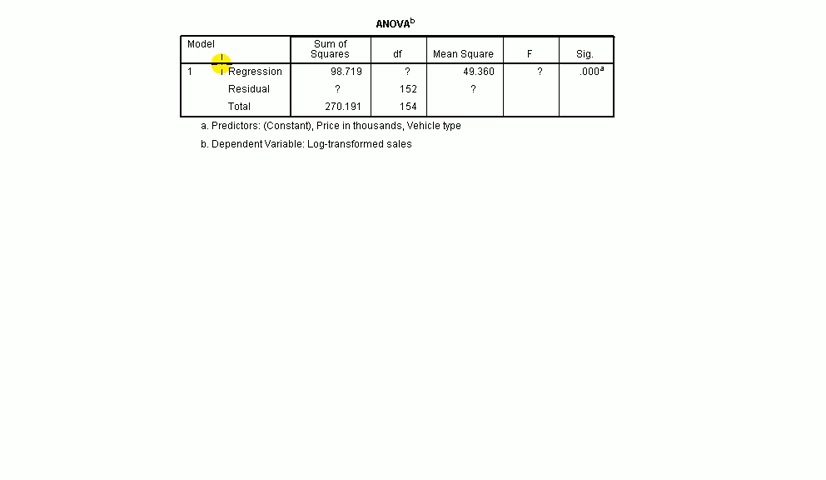 ANOVAb
Model Sum of Squares df Mean Square F Sig.
1 Regression 98.719 ? 49.360 ? .000a
Residual ? 152 ?
Total 270.191 154
a. Predictors: (Constant), Price in thousands, Vehicle type
b. Dependent Variable: Log-transformed sales